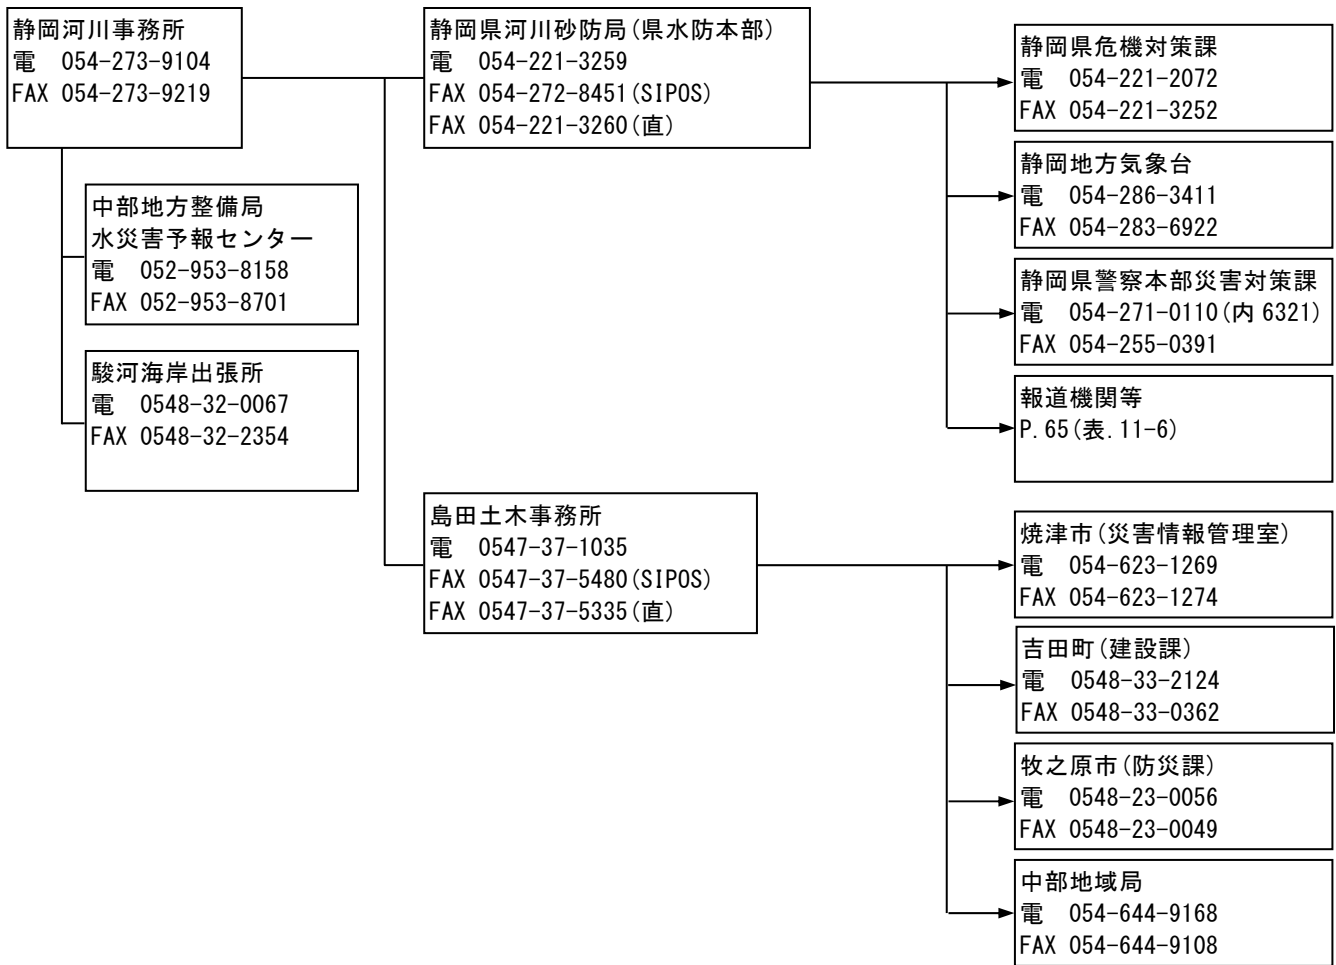 静岡河川事務所
電　054-273-9104
FAX 054-273-9219
中部地方整備局
水災害予報センター
電　052-953-8158
FAX 052-953-8701
駿河海岸出張所
電　0548-32-0067
FAX 0548-32-2354
静岡県河川砂防局(県水防本部)
電　054-221-3259
FAX 054-272-8451(SIPOS)
FAX 054-221-3260(直)
島田土木事務所
電　0547-37-1035
FAX 0547-37-5480(SIPOS)
FAX 0547-37-5335(直)
静岡県危機対策課
電　054-221-2072
FAX 054-221-3252
静岡地方気象台
電　054-286-3411
FAX 054-283-6922
静岡県警察本部災害対策課
電　054-271-0110(内 6321)
FAX 054-255-0391
報道機関等
P.65(表.11-6)
焼津市(災害情報管理室)
電　054-623-1269
FAX 054-623-1274
吉田町(建設課)
電　0548-33-2124
FAX 0548-33-0362
牧之原市(防災課)
電　0548-23-0056
FAX 0548-23-0049
中部地域局
電　054-644-9168
FAX 054-644-9108